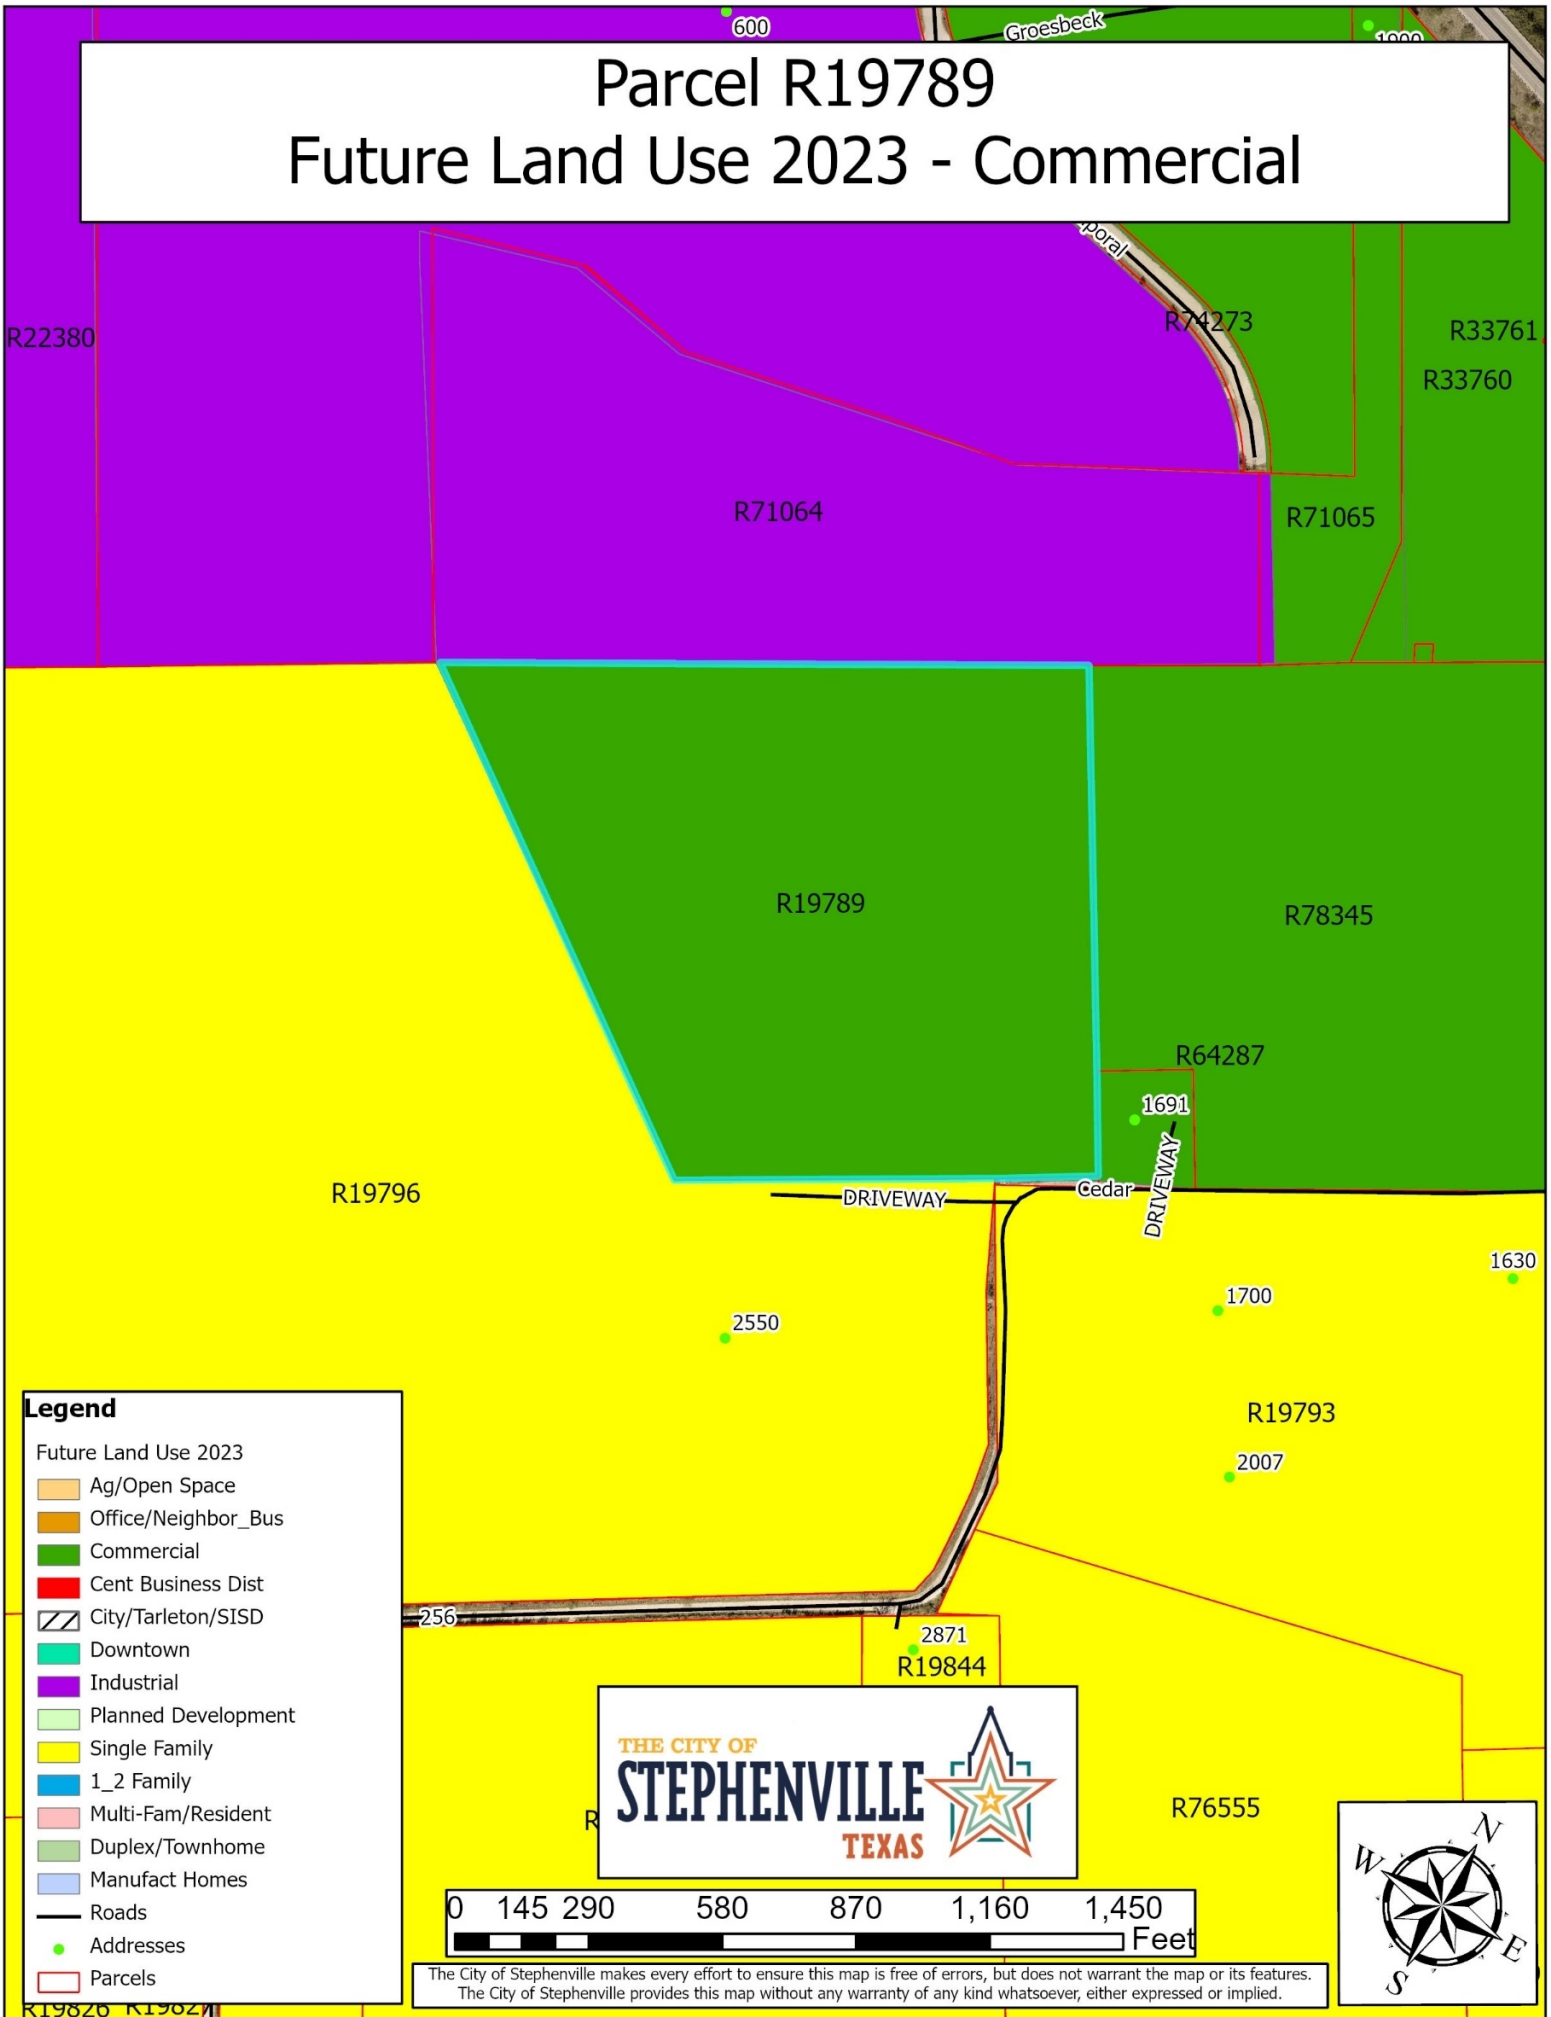 600
Groesbeck
1900
Parcel R19789
Future Land Use 2023 - Commercial
poral
R22380
R74273
R33761
R33760
R71064
R71065
R19789
R78345
R64287
1691
DRIVEWAY
Cedar
DRIVEWAY
R19796
1630
1700
2550
R19793
2007
256
2871
R19844
R76555
R
Legend
Future Land Use 2023
Ag/Open Space
Office/Neighbor_Bus
Commercial
Cent Business Dist
City/Tarleton/SISD
Downtown
Industrial
Planned Development
Single Family
1_2 Family
Multi-Fam/Resident
Duplex/Townhome
Manufact Homes
Roads
Addresses
Parcels
THE CITY OF
STEPHENVILLE
TEXAS
0 145 290 580 870 1,160 1,450
Feet
N
W
E
S
The City of Stephenville makes every effort to ensure this map is free of errors, but does not warrant the map or its features.
The City of Stephenville provides this map without any warranty of any kind whatsoever, either expressed or implied.
R19826 R1982